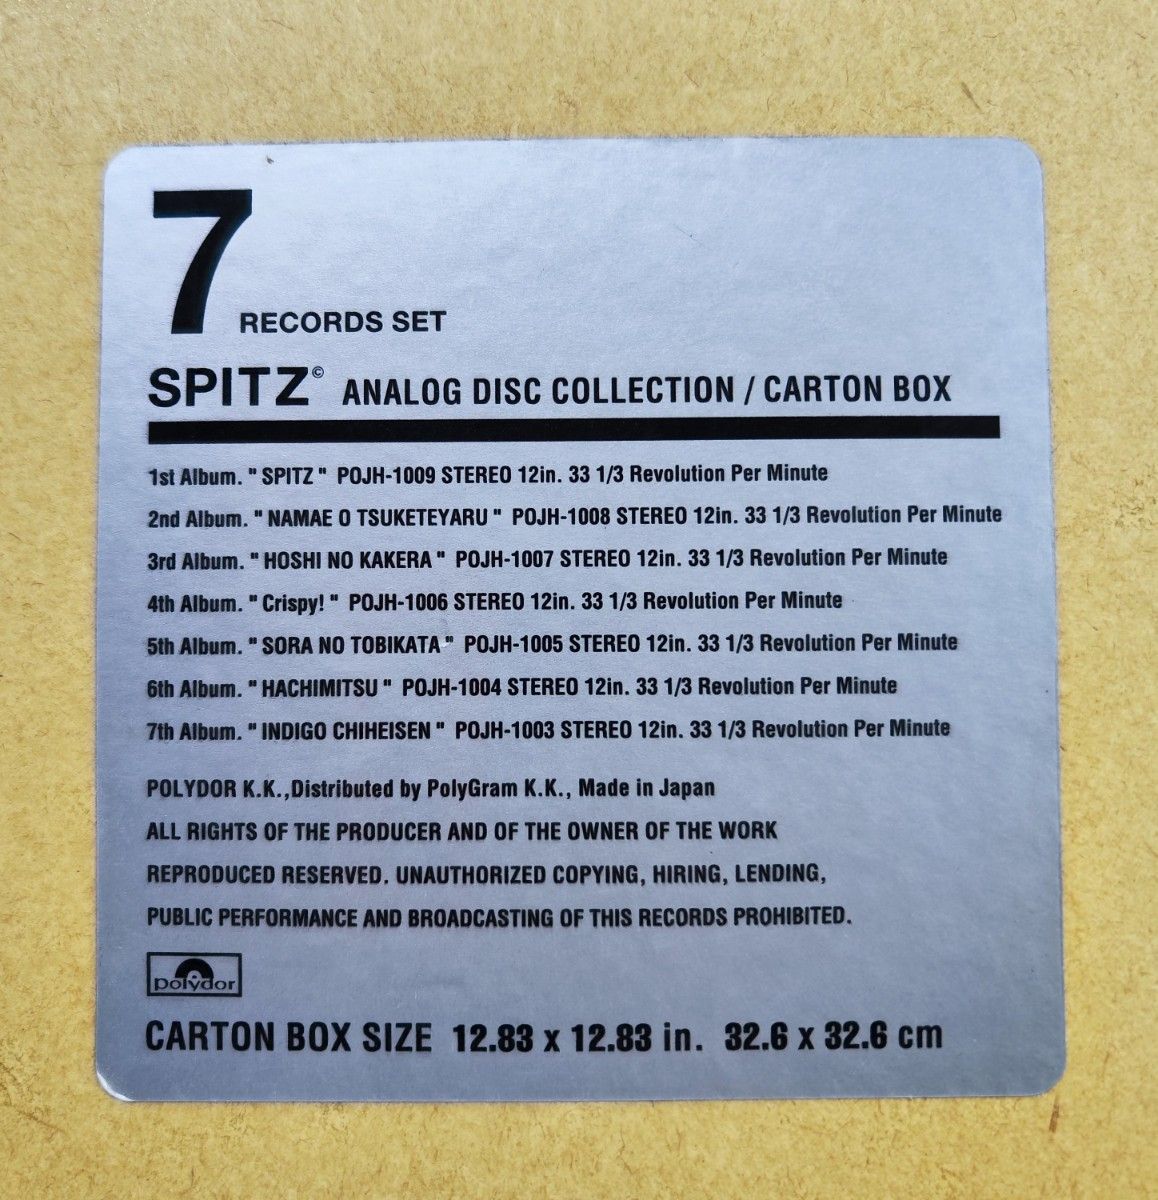 7 RECORDS SET
SPITZ© ANALOG DISC COLLECTION / CARTON BOX
1st Album. " SPITZ " POJH-1009 STEREO 12in. 33 1/3 Revolution Per Minute
2nd Album. " NAMAE O TSUKETEYARU " POJH-1008 STEREO 12in. 33 1/3 Revolution Per Minute
3rd Album. " HOSHI NO KAKERA " POJH-1007 STEREO 12in. 33 1/3 Revolution Per Minute
4th Album. " Crispy! " POJH-1006 STEREO 12in. 33 1/3 Revolution Per Minute
5th Album. " SORA NO TOBIKATA " POJH-1005 STEREO 12in. 33 1/3 Revolution Per Minute
6th Album. " HACHIMITSU " POJH-1004 STEREO 12in. 33 1/3 Revolution Per Minute
7th Album. " INDIGO CHIHEISEN " POJH-1003 STEREO 12in. 33 1/3 Revolution Per Minute
POLYDOR K.K.,Distributed by PolyGram K.K., Made in Japan
ALL RIGHTS OF THE PRODUCER AND OF THE OWNER OF THE WORK
REPRODUCED RESERVED. UNAUTHORIZED COPYING, HIRING, LENDING,
PUBLIC PERFORMANCE AND BROADCASTING OF THIS RECORDS PROHIBITED.
polydor
CARTON BOX SIZE 12.83 x 12.83 in. 32.6 x 32.6 cm